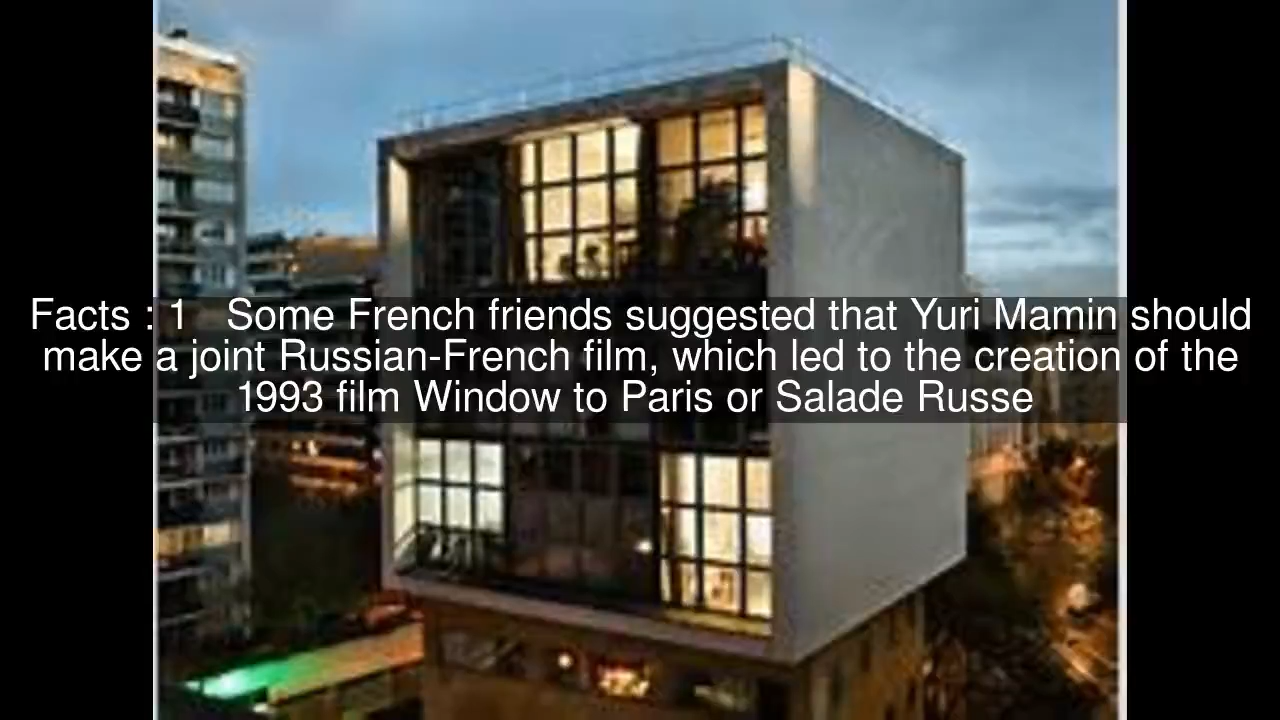 Facts : 1 Some French friends suggested that Yuri Mamin should
make a joint Russian-French film, which led to the creation of the
1993 film Window to Paris or Salade Russe